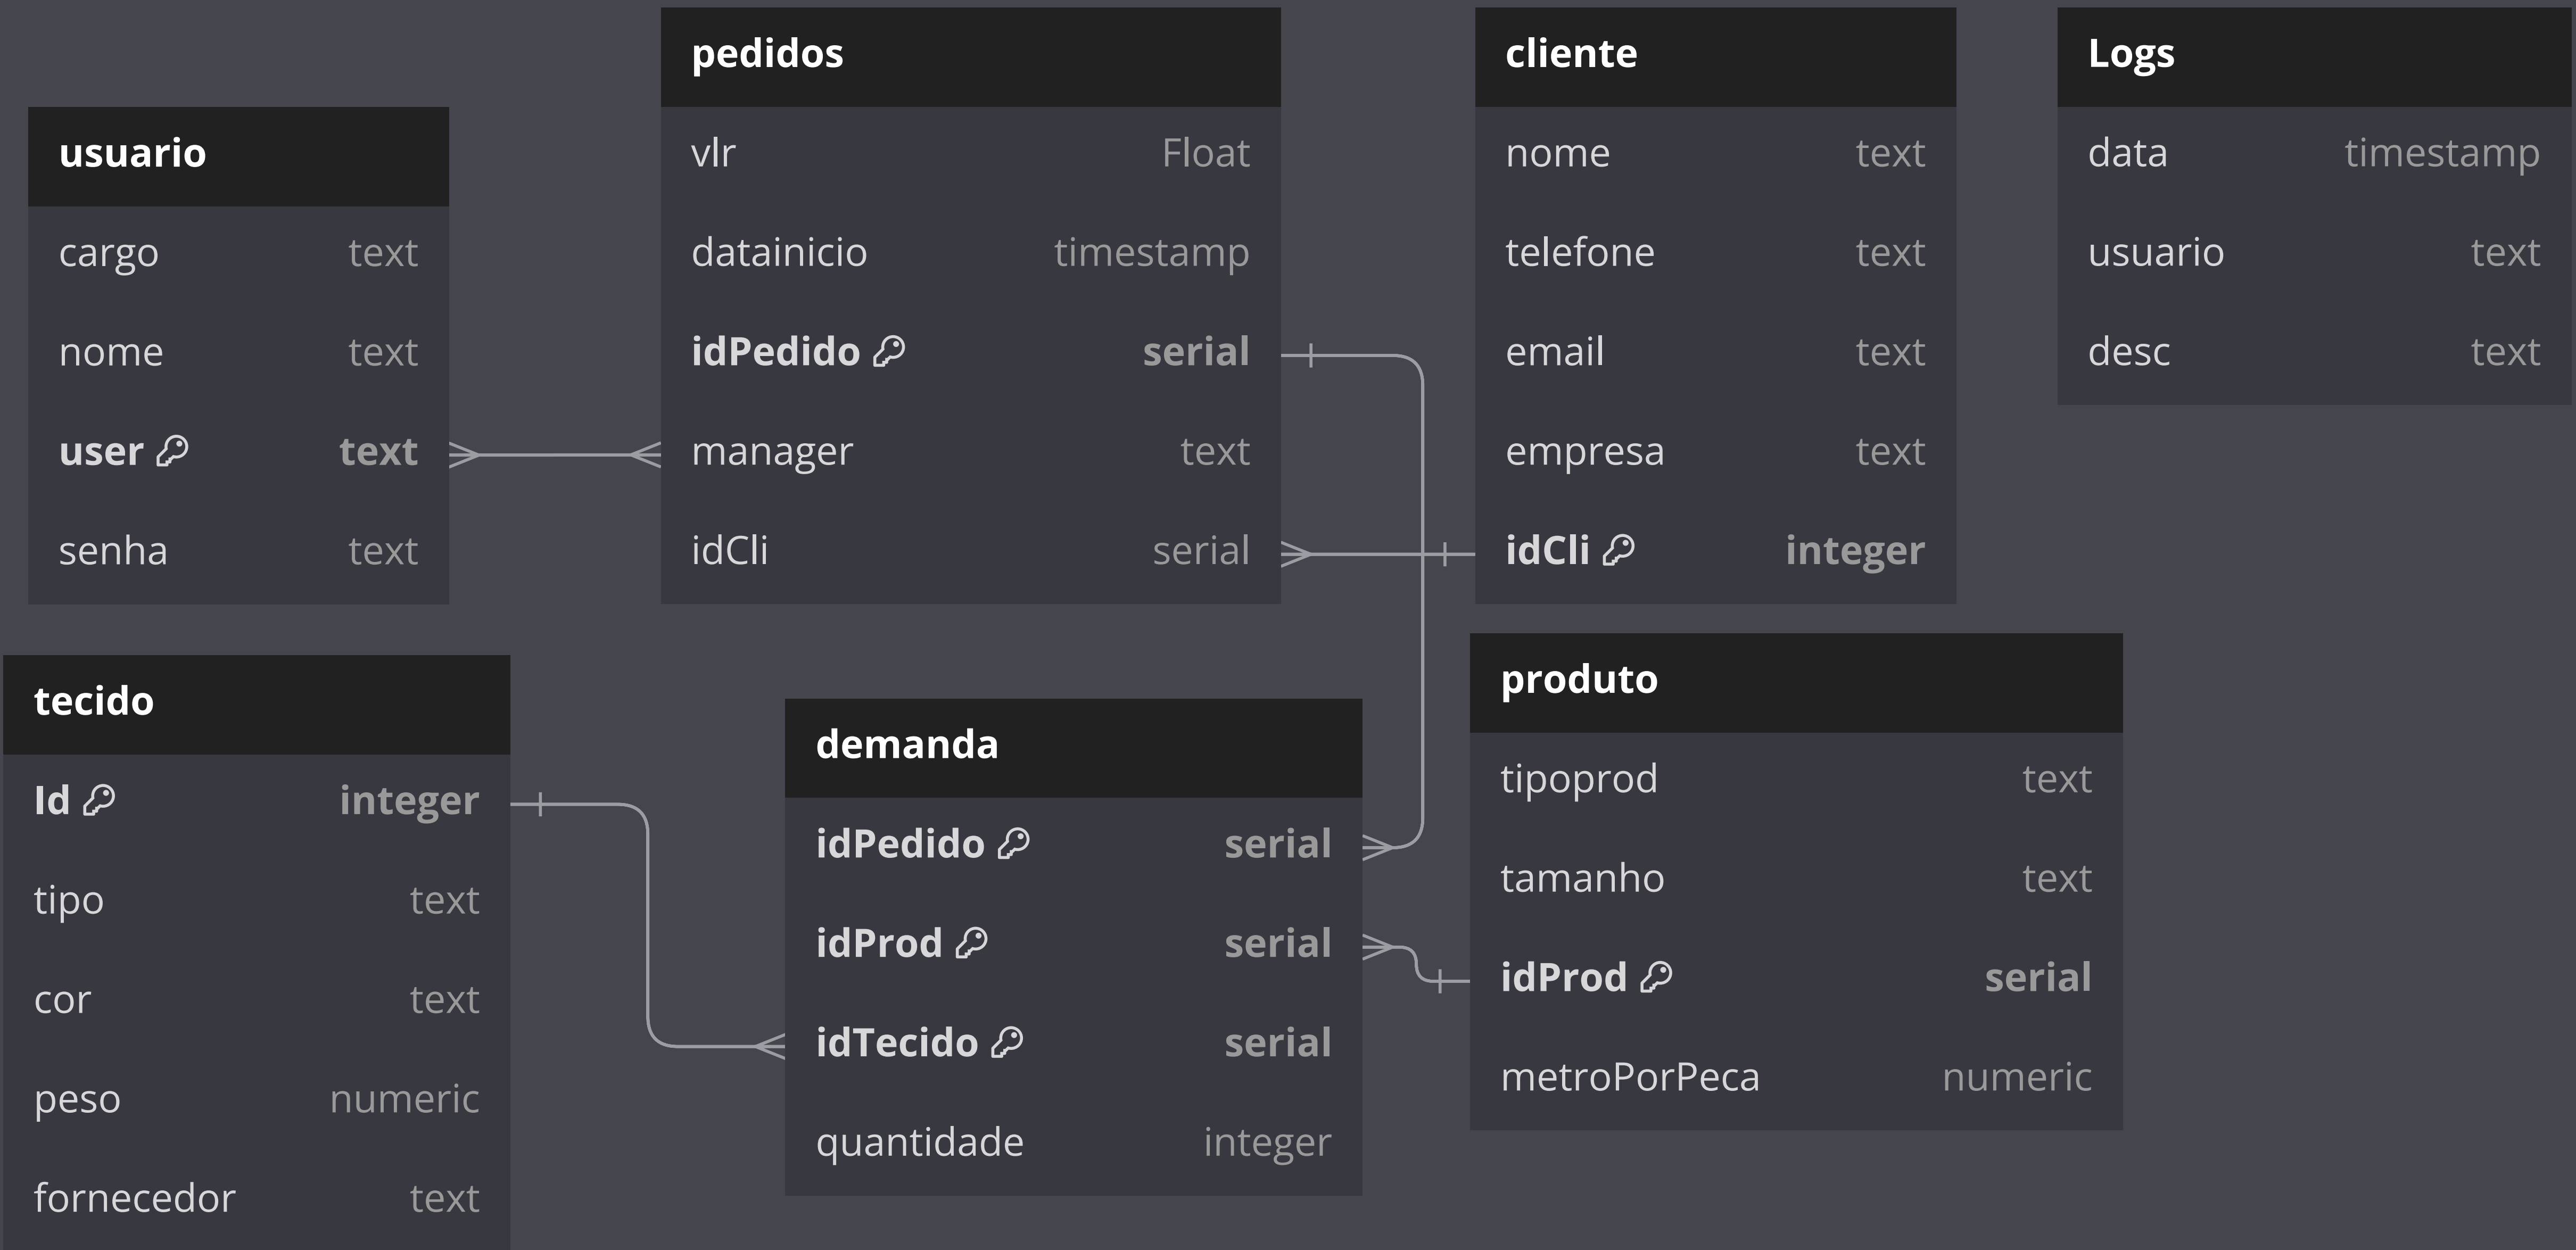 usuario
cargo text
nome text
user text
senha text
pedidos
vlr Float
datainicio timestamp
idPedido serial
manager text
idCli serial
cliente
nome text
telefone text
email text
empresa text
idCli integer
Logs
data timestamp
usuario text
desc text
tecido
Id integer
tipo text
cor text
peso numeric
fornecedor text
demanda
idPedido serial
idProd serial
idTecido serial
quantidade integer
produto
tipoprod text
tamanho text
idProd serial
metroPorPeca numeric